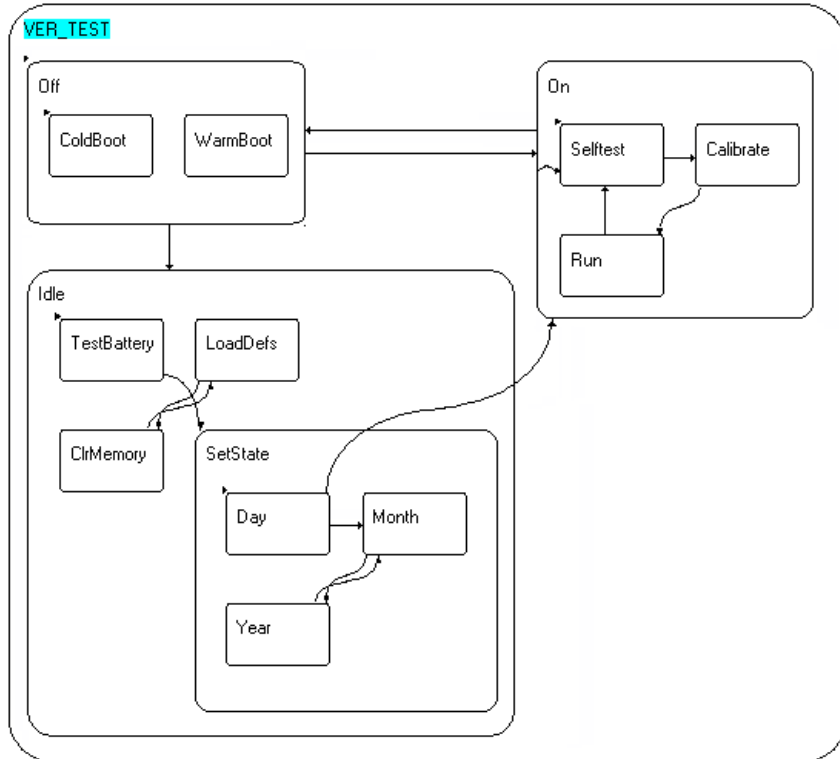 VER_TEST
Off
ColdBoot
WarmBoot
On
Selftest
Calibrate
Run
Idle
TestBattery
LoadDefs
ClrMemory
SetState
Day
Month
Year